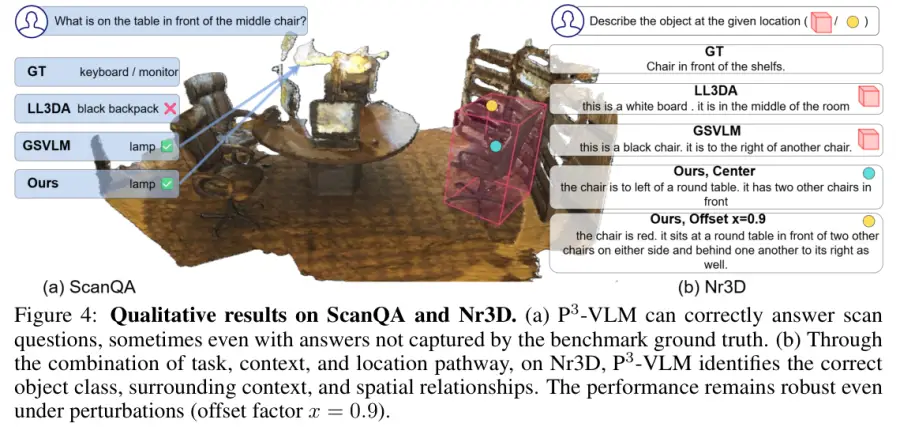 What is on the table in front of the middle chair?
GT keyboard / monitor
LL3DA black backpack
GSVLM lamp
Ours lamp
(a) ScanQA
Describe the object at the given location ( / )
GT
Chair in front of the shelfs.
LL3DA
this is a white board . it is in the middle of the room
GSVLM
this is a black chair. it is to the right of another chair.
Ours, Center
the chair is to left of a round table. it has two other chairs in
front
Ours, Offset x=0.9
the chair is red. it sits at a round table in front of two other
chairs on either side and behind one another to its right as
well.
(b) Nr3D
Figure 4: Qualitative results on ScanQA and Nr3D. (a) P³-VLM can correctly answer scan
questions, sometimes even with answers not captured by the benchmark ground truth. (b) Through
the combination of task, context, and location pathway, on Nr3D, P³-VLM identifies the correct
object class, surrounding context, and spatial relationships. The performance remains robust even
under perturbations (offset factor x = 0.9).